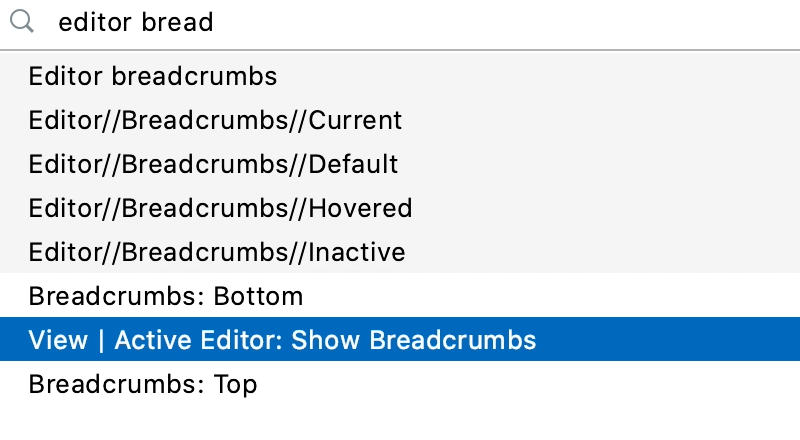 editor bread
Editor breadcrumbs
Editor//Breadcrumbs//Current
Editor//Breadcrumbs//Default
Editor//Breadcrumbs//Hovered
Editor//Breadcrumbs//Inactive
Breadcrumbs: Bottom
View | Active Editor: Show Breadcrumbs
Breadcrumbs: Top